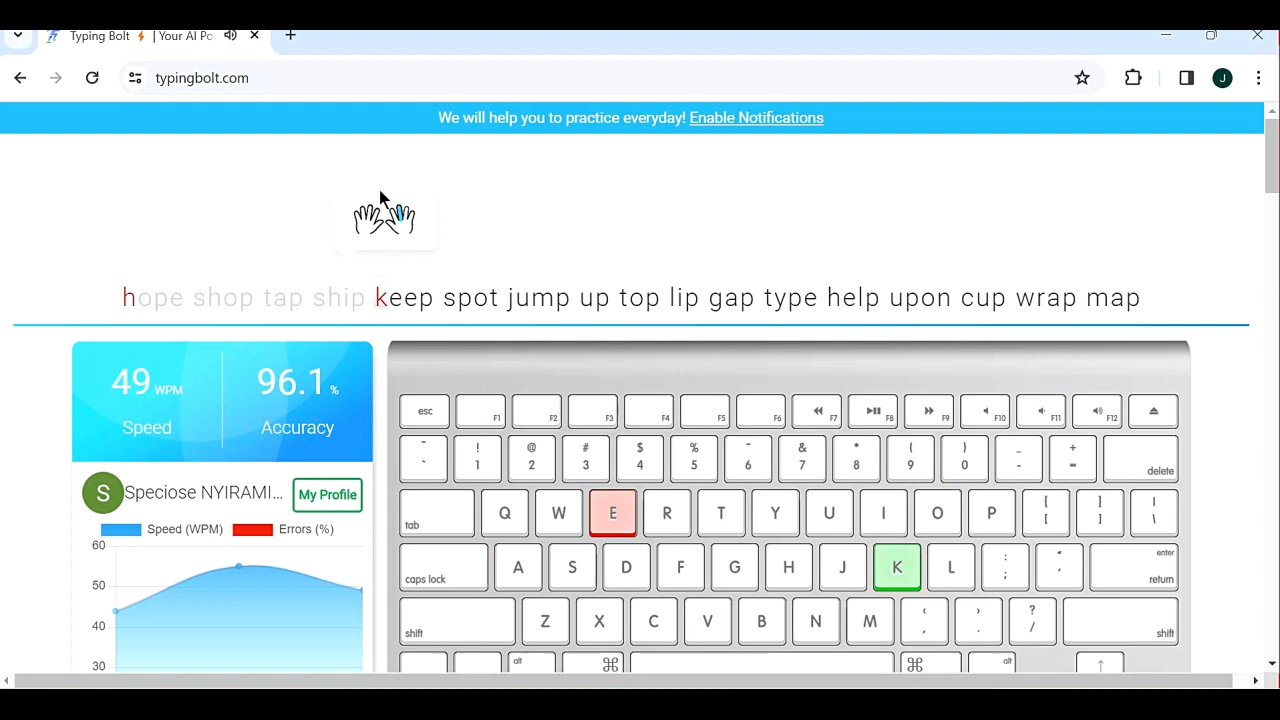 Typing Bolt ⚡ | Your AI Po
typingbolt.com
J
We will help you to practice everyday! Enable Notifications
hope shop tap ship keep spot jump up top lip gap type help upon cup wrap map
49 WPM 96.1 %
Speed Accuracy
S Speciose NYIRAMI... My Profile
Speed (WPM) Errors (%)
60
50
40
30
esc F1 F2 F3 F4 F5 F6 F7 F8 F9 F10 F11 F12
~ ! @ # $ % ^ & * ( ) _ +
` 1 2 3 4 5 6 7 8 9 0 - = delete
tab Q W E R T Y U I O P [ [ ] ] | \
caps lock A S D F G H J K L : ; " ' enter return
shift Z X C V B N M < , > . ? / shift
alt ⌘ ⌘ alt ↑